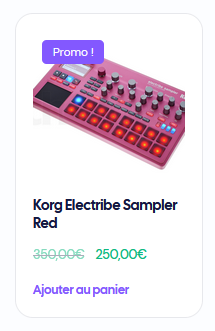 Promo !
Korg Electribe Sampler
Red
350,00€ 250,00€
Ajouter au panier